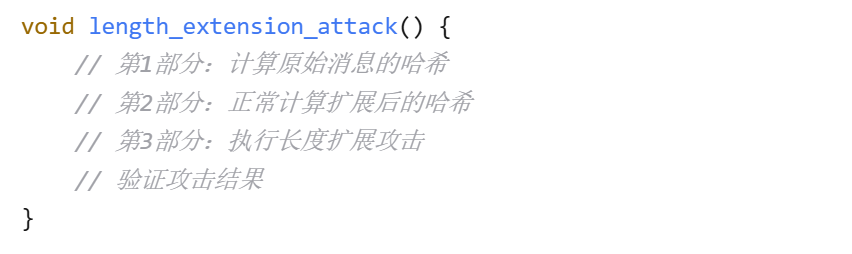 void length_extension_attack() {
// 第1部分：计算原始消息的哈希
// 第2部分：正常计算扩展后的哈希
// 第3部分：执行长度扩展攻击
// 验证攻击结果
}